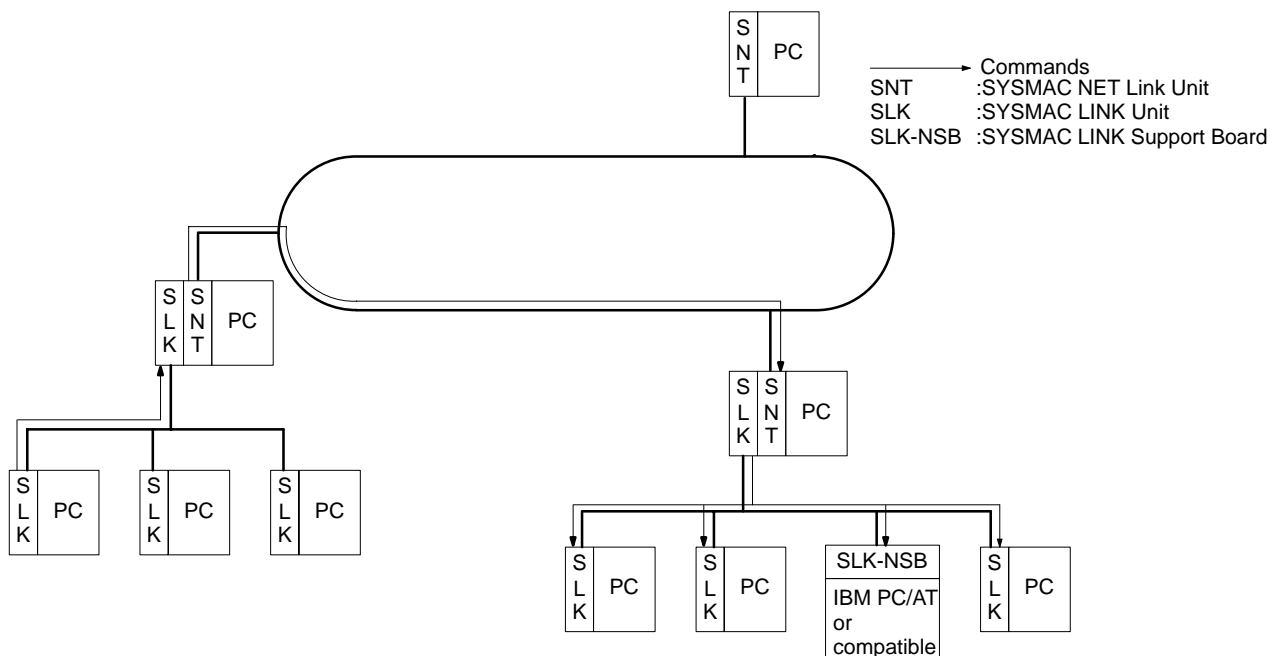 S
N
T
PC
Commands
SNT :SYSMAC NET Link Unit
SLK :SYSMAC LINK Unit
SLK-NSB :SYSMAC LINK Support Board
S
L
K
S
N
T
PC
S
L
K
S
N
T
PC
S
L
K
PC
S
L
K
PC
S
L
K
PC
S
L
K
PC
S
L
K
PC
SLK-NSB
IBM PC/AT
or
compatible
S
L
K
PC